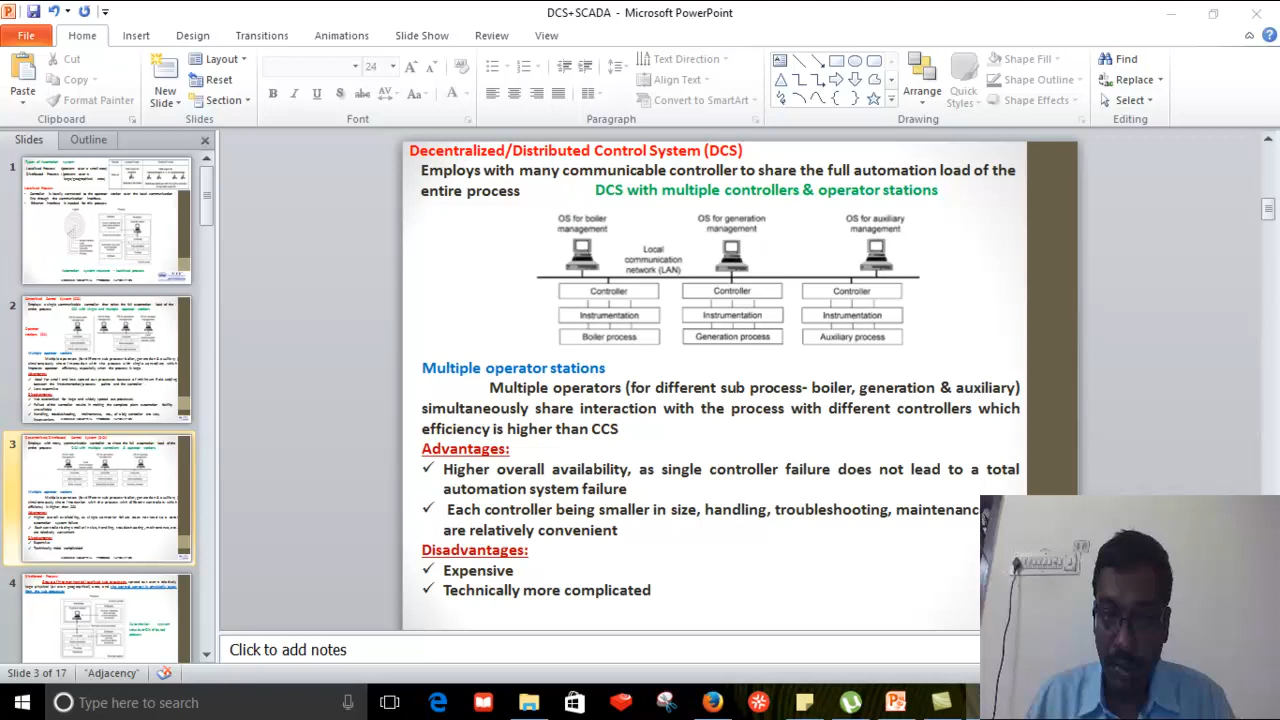 DCS+SCADA - Microsoft PowerPoint
File Home Insert Design Transitions Animations Slide Show Review View
Paste
Cut
Copy
Format Painter
Clipboard
New
Slide
Layout
Reset
Section
Slides
24
B I U S abc AV Aa A
Font
Text Direction
Align Text
Convert to SmartArt
Paragraph
Arrange
Quick
Styles
Shape Fill
Shape Outline
Shape Effects
Drawing
Find
Replace
Select
Editing
Slides Outline
1
2
3
4
Decentralized/Distributed Control System (DCS)
Employs with many communicable controller to share the full automation load of the
entire process DCS with multiple controllers & operator stations
OS for boiler
management
OS for generation
management
OS for auxiliary
management
Local
communication
network (LAN)
Controller Controller Controller
Instrumentation Instrumentation Instrumentation
Boiler process Generation process Auxiliary process
Multiple operator stations
Multiple operators (for different sub process-boiler, generation & auxiliary)
simultaneously share interaction with the process with different controllers which
efficiency is higher than CCS
Advantages:
✓ Higher overall availability, as single controller failure does not lead to a total
automation system failure
✓ Each controller being smaller in size, handling, troubleshooting, maintenanc
arerelatively convenient
Disadvantages:
✓ Expensive
✓ Technically more complicated
Click to add notes
Slide 3 of 17 "Adjacency"
Type here to search